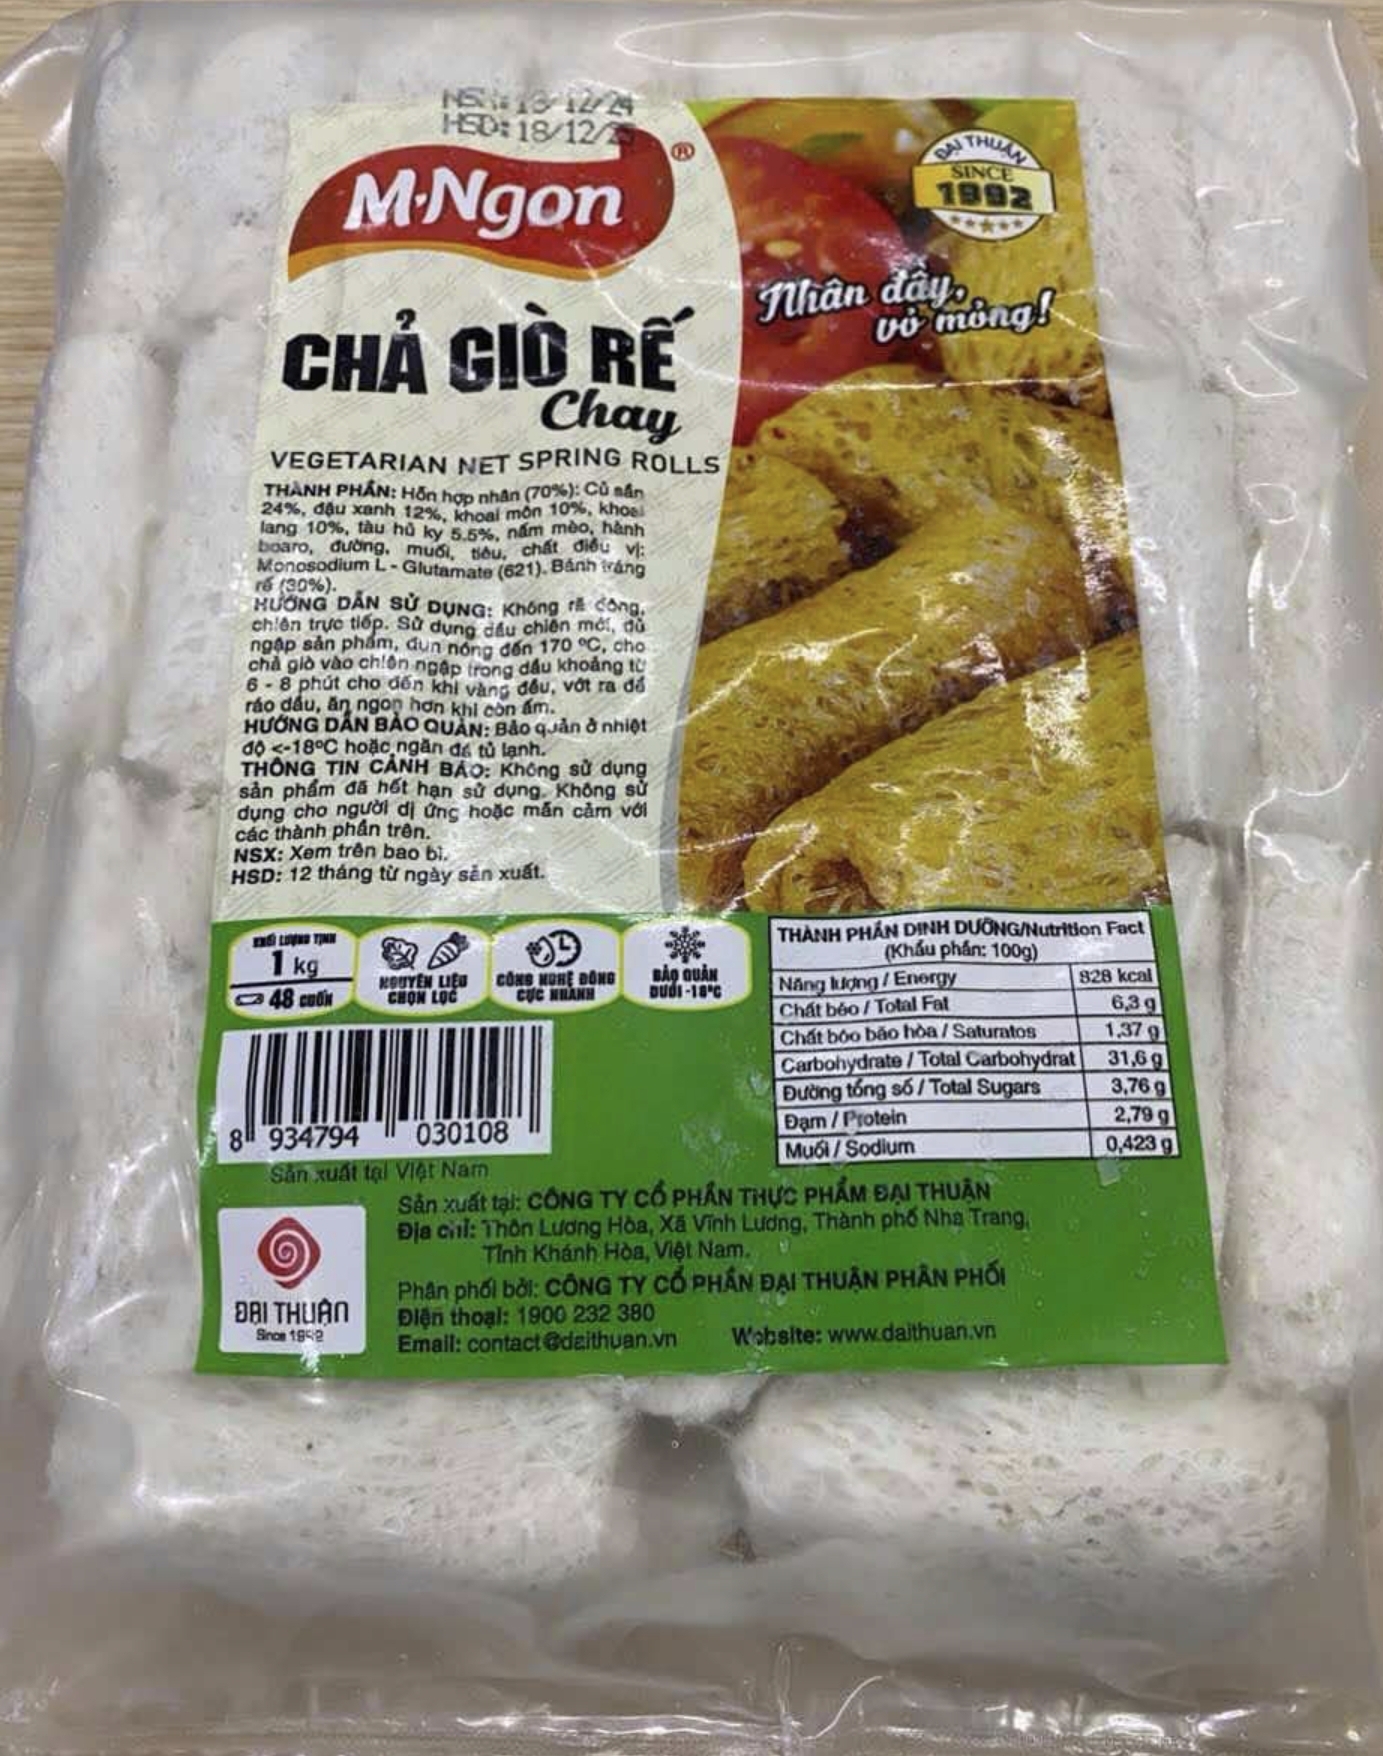 NSX: 18/12/24
HSD: 18/12/25
M·Ngon®
ĐẠI THUẬN
SINCE
1992
Nhân đầy,
vỏ mỏng!
CHẢ GIÒ RẾ
Chay
VEGETARIAN NET SPRING ROLLS
THÀNH PHẦN: Hỗn hợp nhân (70%): Củ sắn
24%, đậu xanh 12%, khoai môn 10%, khoai
lang 10%, tàu hủ ky 5.5%, nấm mèo, hành
boaro, đường, muối, tiêu, chất điều vị:
Monosodium L - Glutamate (621). Bánh tráng
rế (30%).
HƯỚNG DẪN SỬ DỤNG: Không rã đông,
chiên trực tiếp. Sử dụng dầu chiên mới, đủ
ngập sản phẩm, đun nóng đến 170 ºC, cho
chả giò vào chiên ngập trong dầu khoảng từ
6 - 8 phút cho đến khi vàng đều, vớt ra để
ráo dầu, ăn ngon hơn khi còn ấm.
HƯỚNG DẪN BẢO QUẢN: Bảo quản ở nhiệt
độ <-18ºC hoặc ngăn đá tủ lạnh.
THÔNG TIN CẢNH BÁO: Không sử dụng
sản phẩm đã hết hạn sử dụng. Không sử
dụng cho người dị ứng hoặc mẫn cảm với
các thành phần trên.
NSX: Xem trên bao bì.
HSD: 12 tháng từ ngày sản xuất.
KHỐI LƯỢNG TỊNH
1 kg
48 cuốn
NGUYÊN LIỆU
CHỌN LỌC
CÔNG NGHỆ ĐÔNG
CỰC NHANH
BẢO QUẢN
DƯỚI -18°C
THÀNH PHẦN DINH DƯỠNG/Nutrition Fact
(Khẩu phần: 100g)
Năng lượng / Energy 828 kcal
Chất béo / Total Fat 6,3 g
Chất béo bão hòa / Saturatos 1,37 g
Carbohydrate / Total Carbohydrat 31,6 g
Đường tổng số / Total Sugars 3,76 g
Đạm / Protein 2,79 g
Muối / Sodium 0,423 g
8 934794 030108
Sản xuất tại Việt Nam
Sản xuất tại: CÔNG TY CỔ PHẦN THỰC PHẨM ĐẠI THUẬN
Địa chỉ: Thôn Lương Hòa, Xã Vĩnh Lương, Thành phố Nha Trang,
Tỉnh Khánh Hòa, Việt Nam.
Phân phối bởi: CÔNG TY CỔ PHẦN ĐẠI THUẬN PHÂN PHỐI
Điện thoại: 1900 232 380
Email: contact@daithuan.vn Website: www.daithuan.vn
ĐẠI THUẬN
Since 1992